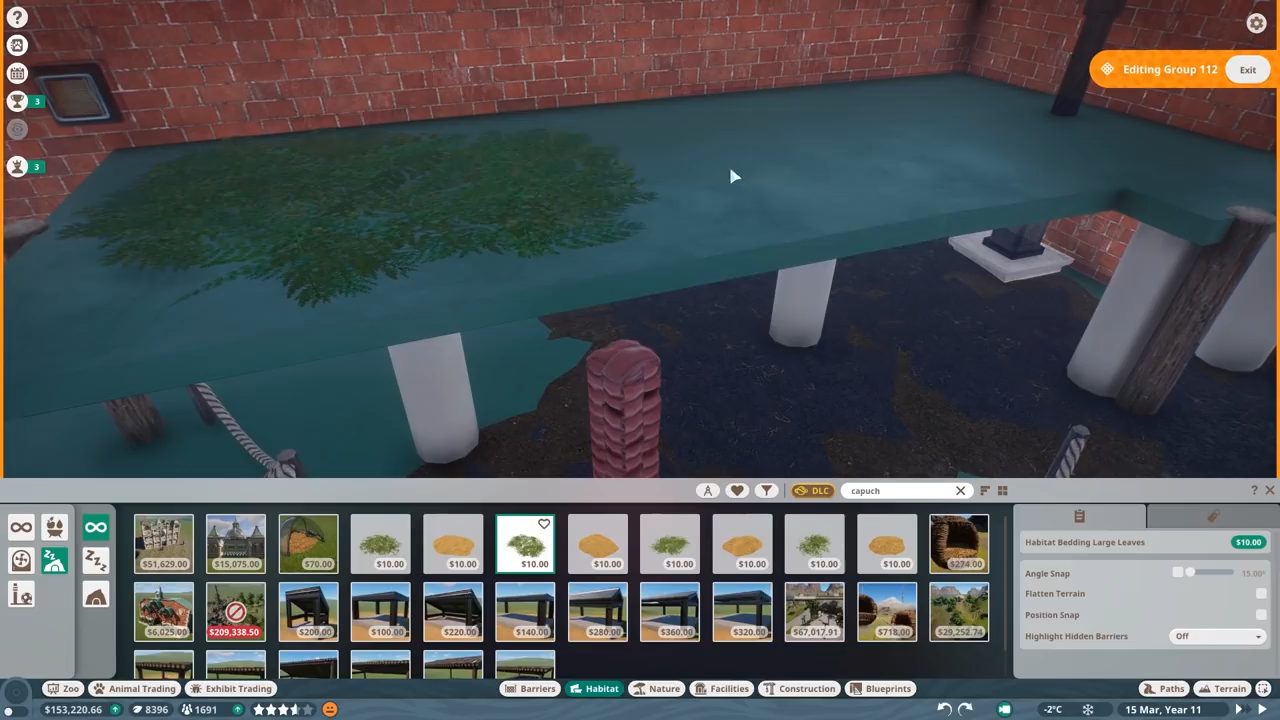 ?
3
3
Editing Group 112
Exit
A
DLC
capuch
?
$51,629.00
$15,075.00
$70.00
$10.00
$10.00
$10.00
$10.00
$10.00
$10.00
$10.00
$10.00
$274.00
$6,025.00
$209,338.50
$200.00
$100.00
$220.00
$140.00
$280.00
$360.00
$320.00
$67,017.91
$718.00
$29,252.74
Habitat Bedding Large Leaves
$10.00
Angle Snap
15.00°
Flatten Terrain
Position Snap
Highlight Hidden Barriers
Off
Zoo
Animal Trading
Exhibit Trading
Barriers
Habitat
Nature
Facilities
Construction
Blueprints
Paths
Terrain
$153,220.66
8396
1691
-2°C
15 Mar, Year 11